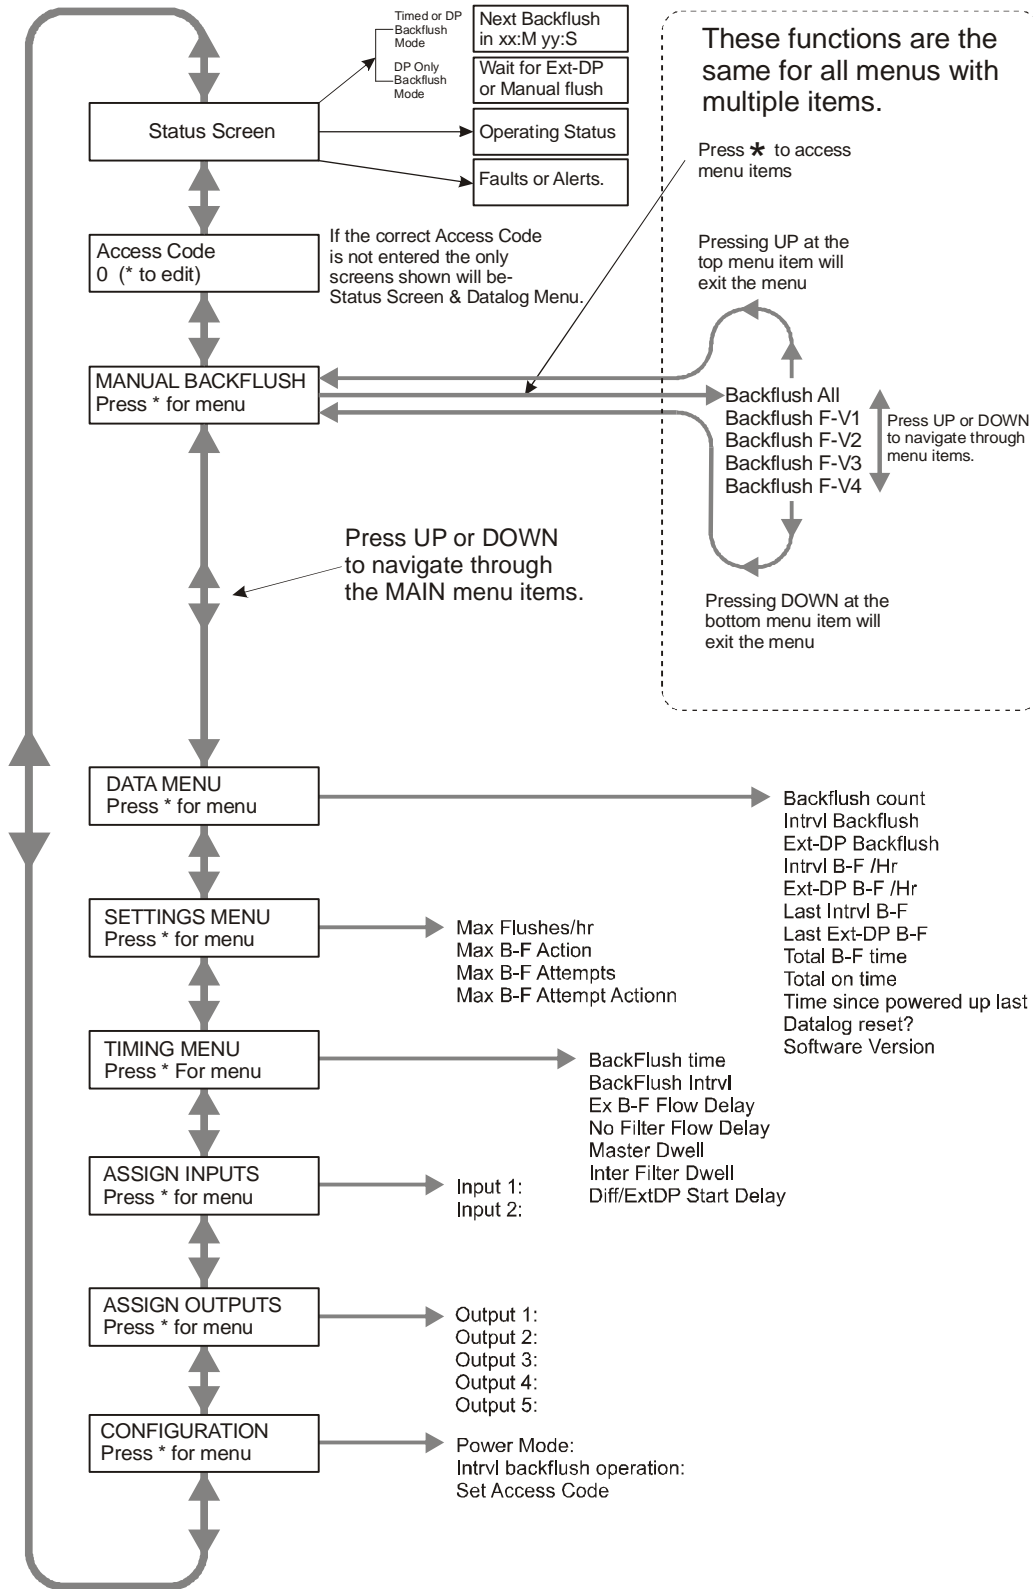 Timed or DP
Backflush
Mode
Next Backflush
in xx:M yy:S
DP Only
Backflush
Mode
Wait for Ext-DP
or Manual flush
Status Screen
Operating Status
Faults or Alerts.
These functions are the
same for all menus with
multiple items.
Press * to access
menu items
Access Code
0 (* to edit)
If the correct Access Code
is not entered the only
screens shown will be-
Status Screen & Datalog Menu.
Pressing UP at the
top menu item will
exit the menu
MANUAL BACKFLUSH
Press * for menu
Backflush All
Backflush F-V1
Backflush F-V2
Backflush F-V3
Backflush F-V4
Press UP or DOWN
to navigate through
menu items.
Press UP or DOWN
to navigate through
the MAIN menu items.
Pressing DOWN at the
bottom menu item will
exit the menu
DATA MENU
Press * for menu
Backflush count
Intrvl Backflush
Ext-DP Backflush
Intrvl B-F /Hr
Ext-DP B-F /Hr
Last Intrvl B-F
Last Ext-DP B-F
Total B-F time
Total on time
Time since powered up last
Datalog reset?
Software Version
SETTINGS MENU
Press * for menu
Max Flushes/hr
Max B-F Action
Max B-F Attempts
Max B-F Attempt Actionn
TIMING MENU
Press * For menu
BackFlush time
BackFlush Intrvl
Ex B-F Flow Delay
No Filter Flow Delay
Master Dwell
Inter Filter Dwell
Diff/ExtDP Start Delay
ASSIGN INPUTS
Press * for menu
Input 1:
Input 2:
ASSIGN OUTPUTS
Press * for menu
Output 1:
Output 2:
Output 3:
Output 4:
Output 5:
CONFIGURATION
Press * for menu
Power Mode:
Intrvl backflush operation:
Set Access Code